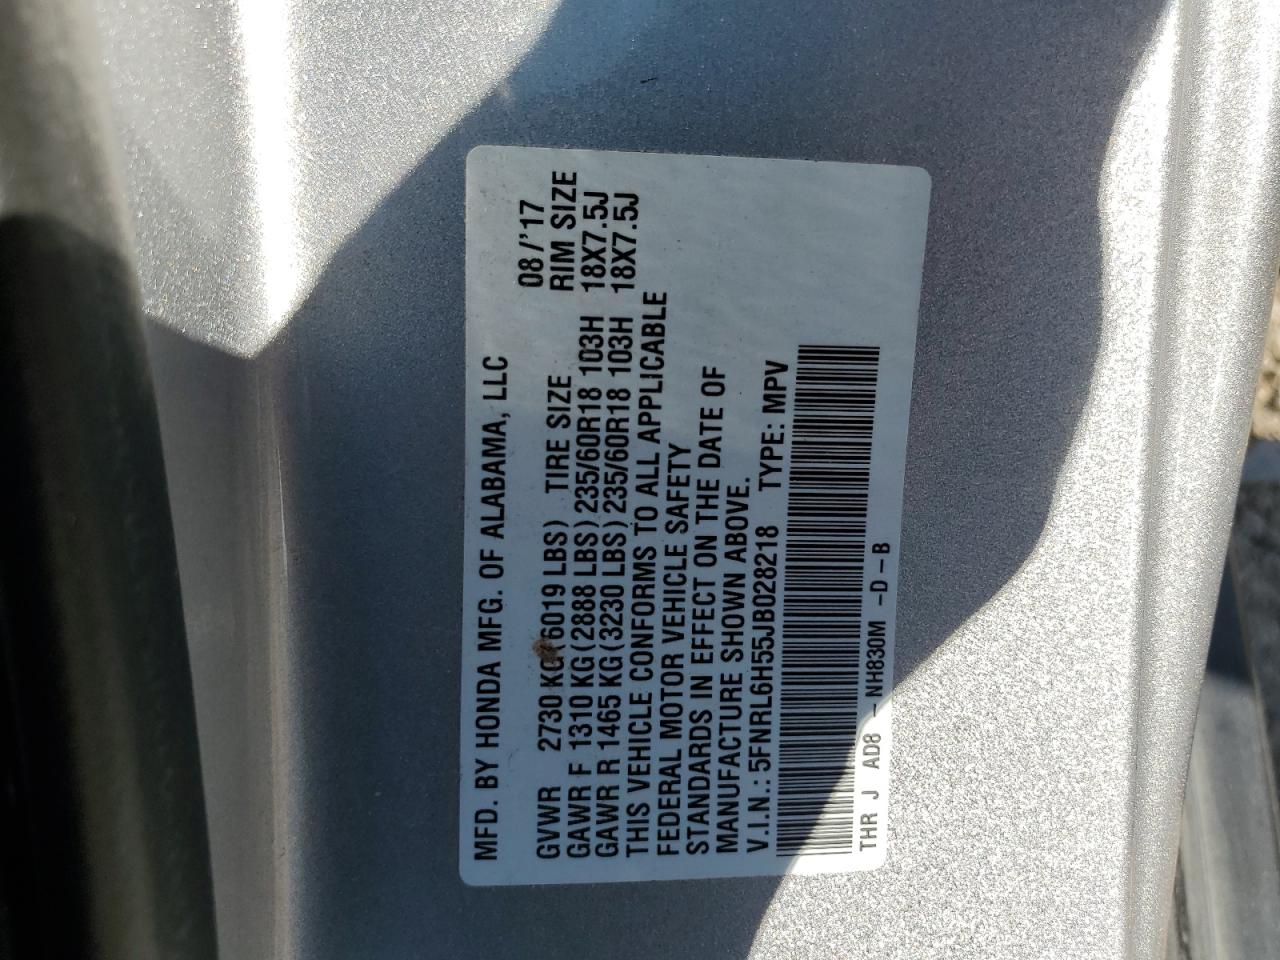 MFD. BY HONDA MFG. OF ALABAMA, LLC
08/'17
GVWR 2730 KG (6019 LBS) TIRE SIZE RIM SIZE
GAWR F 1310 KG (2888 LBS) 235/60R18 103H 18X7.5J
GAWR R 1465 KG (3230 LBS) 235/60R18 103H 18X7.5J
THIS VEHICLE CONFORMS TO ALL APPLICABLE
FEDERAL MOTOR VEHICLE SAFETY
STANDARDS IN EFFECT ON THE DATE OF
MANUFACTURE SHOWN ABOVE.
V.I.N.: 5FNRL6H55JB028218 TYPE: MPV
THR J AD8 - NH830M -D-B